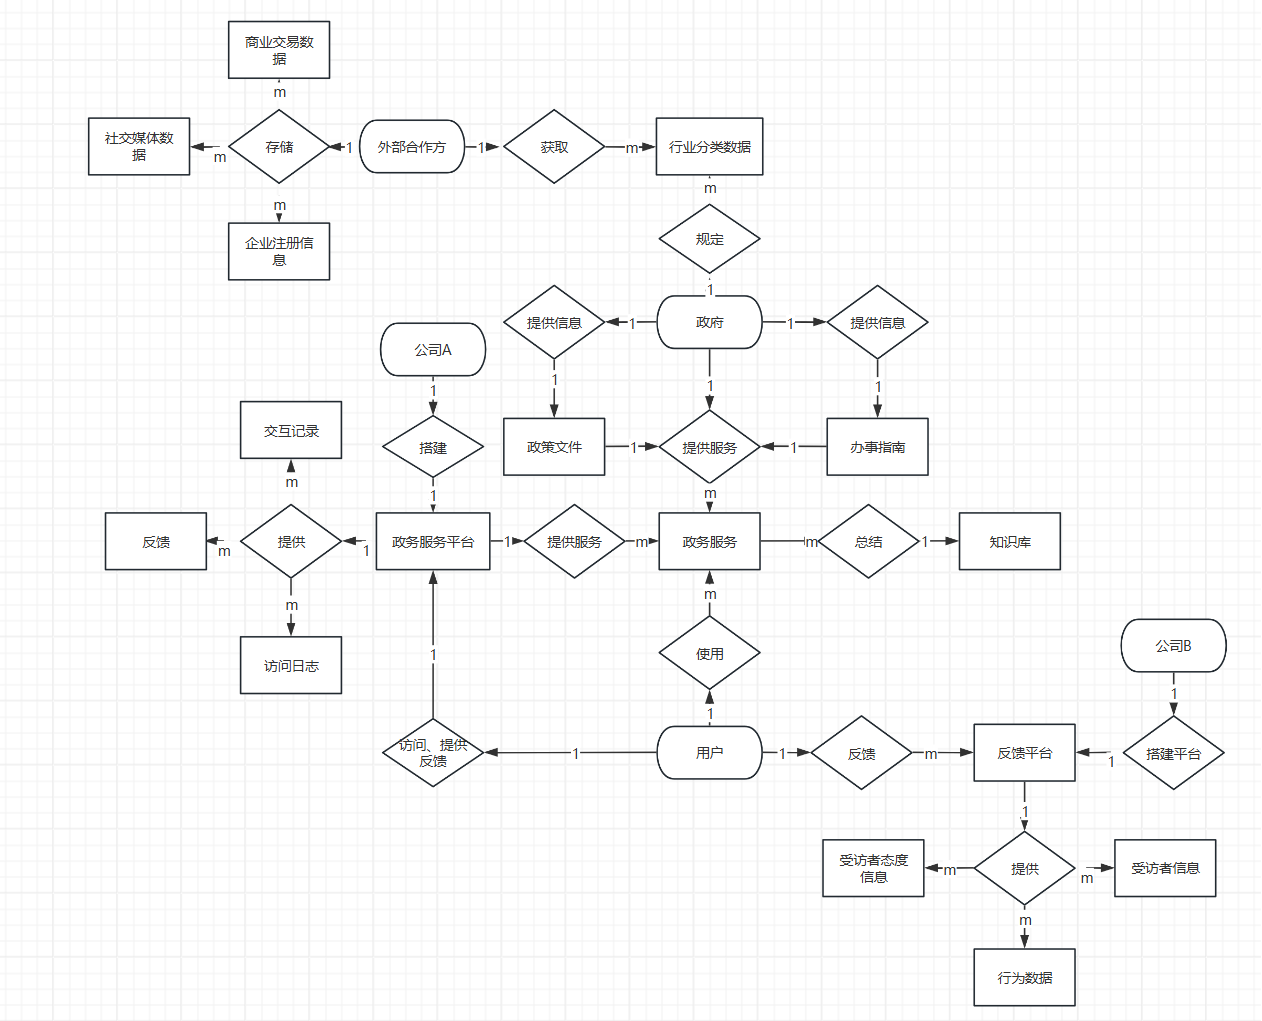 商业交易数
据
m
社交媒体数
据
m
存储
1
外部合作方
1
获取
m
行业分类数据
m
m
企业注册信
息
规定
1
提供信息
1
政府
1
提供信息
公司A
1
1
1
1
交互记录
搭建
政策文件
1
提供服务
1
办事指南
m
1
m
反馈
m
提供
1
政务服务平台
1
提供服务
m
政务服务
m
总结
1
知识库
m
m
访问日志
1
使用
公司B
1
1
访问、提供
反馈
1
用户
1
反馈
m
反馈平台
1
搭建平台
1
受访者态度
信息
m
提供
m
受访者信息
m
行为数据